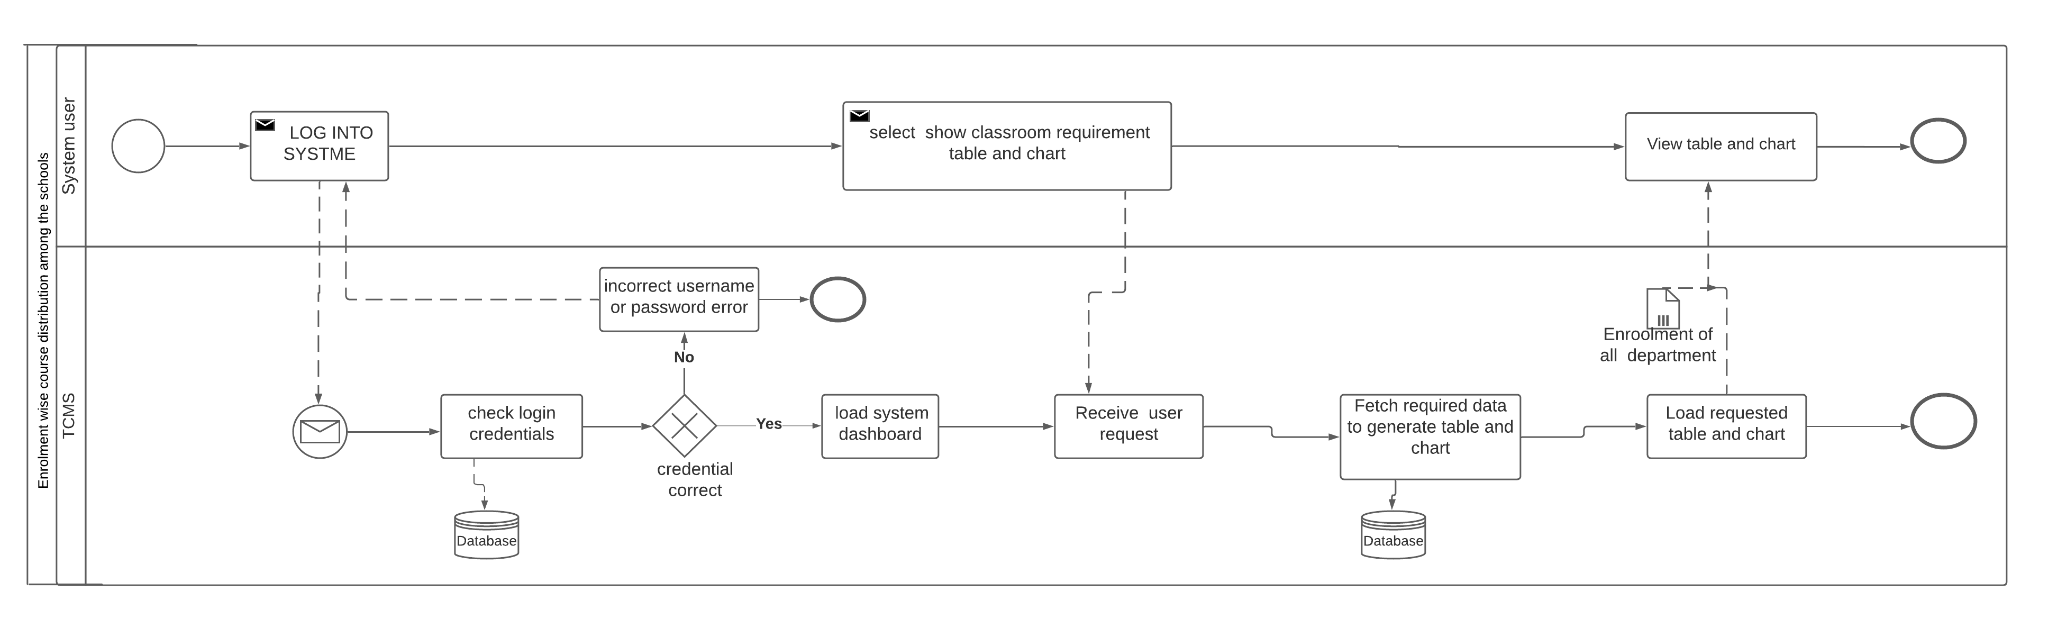 Enrolment wise course distribution among the schools
System user
LOG INTO
SYSTME
select show classroom requirement
table and chart
View table and chart
TCMS
incorrect username
or password error
No
check login
credentials
credential
correct
Yes
load system
dashboard
Receive user
request
Fetch required data
to generate table and
chart
Enroolment of
all department
Load requested
table and chart
Database
Database